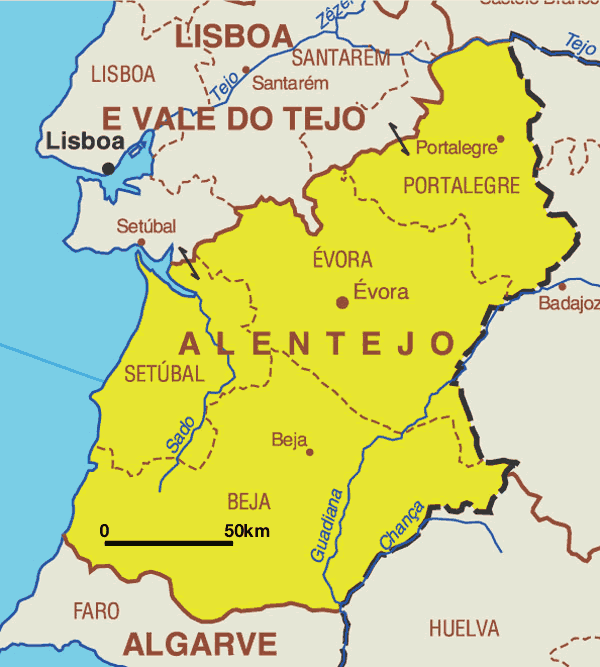 Zêzere
LISBOA
SANTARÉM
Tejo
LISBOA
Tejo
Santarém
E VALE DO TEJO
Lisboa
Portalegre
PORTALEGRE
Setúbal
ÉVORA
Évora
Badajoz
ALENTEJO
SETÚBAL
Sado
Beja
BEJA
Guadiana
Chança
0 50km
FARO
HUELVA
ALGARVE